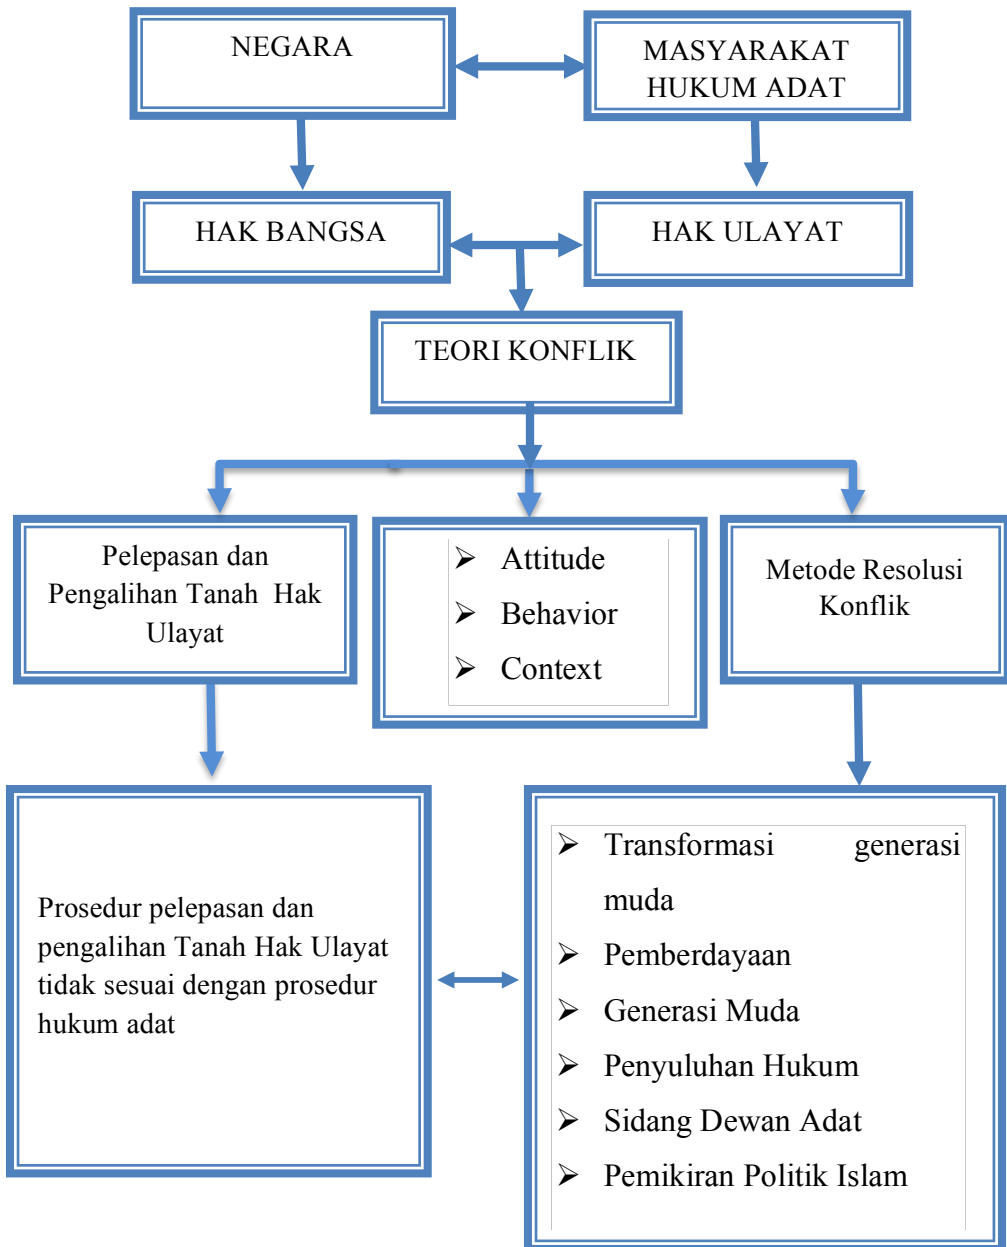 NEGARA
MASYARAKAT
HUKUM ADAT
HAK BANGSA
HAK ULAYAT
TEORI KONFLIK
Pelepasan dan
Pengalihan Tanah Hak
Ulayat
➢ Attitude
➢ Behavior
➢ Context
Metode Resolusi
Konflik
Prosedur pelepasan dan
pengalihan Tanah Hak Ulayat
tidak sesuai dengan prosedur
hukum adat
➢ Transformasi generasi
muda
➢ Pemberdayaan
➢ Generasi Muda
➢ Penyuluhan Hukum
➢ Sidang Dewan Adat
➢ Pemikiran Politik Islam